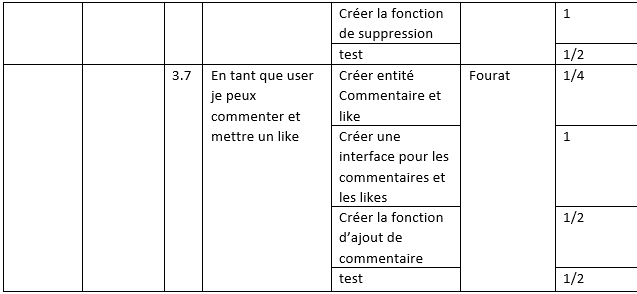 Créer la fonction
de suppression
1
test
1/2
3.7
En tant que user
je peux
commenter et
mettre un like
Créer entité
Commentaire et
like
Fourat
1/4
Créer une
interface pour les
commentaires et
les likes
1
Créer la fonction
d’ajout de
commentaire
1/2
test
1/2